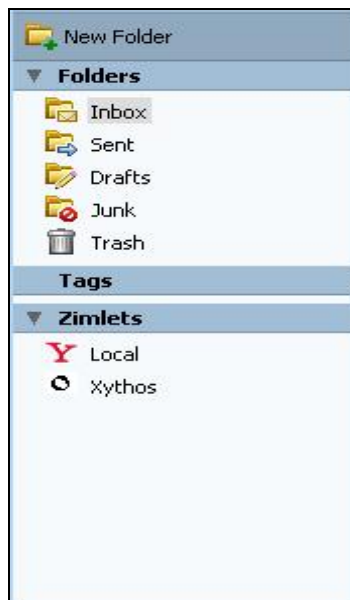 New Folder
Folders
Inbox
Sent
Drafts
Junk
Trash
Tags
Zimlets
Y Local
Xythos